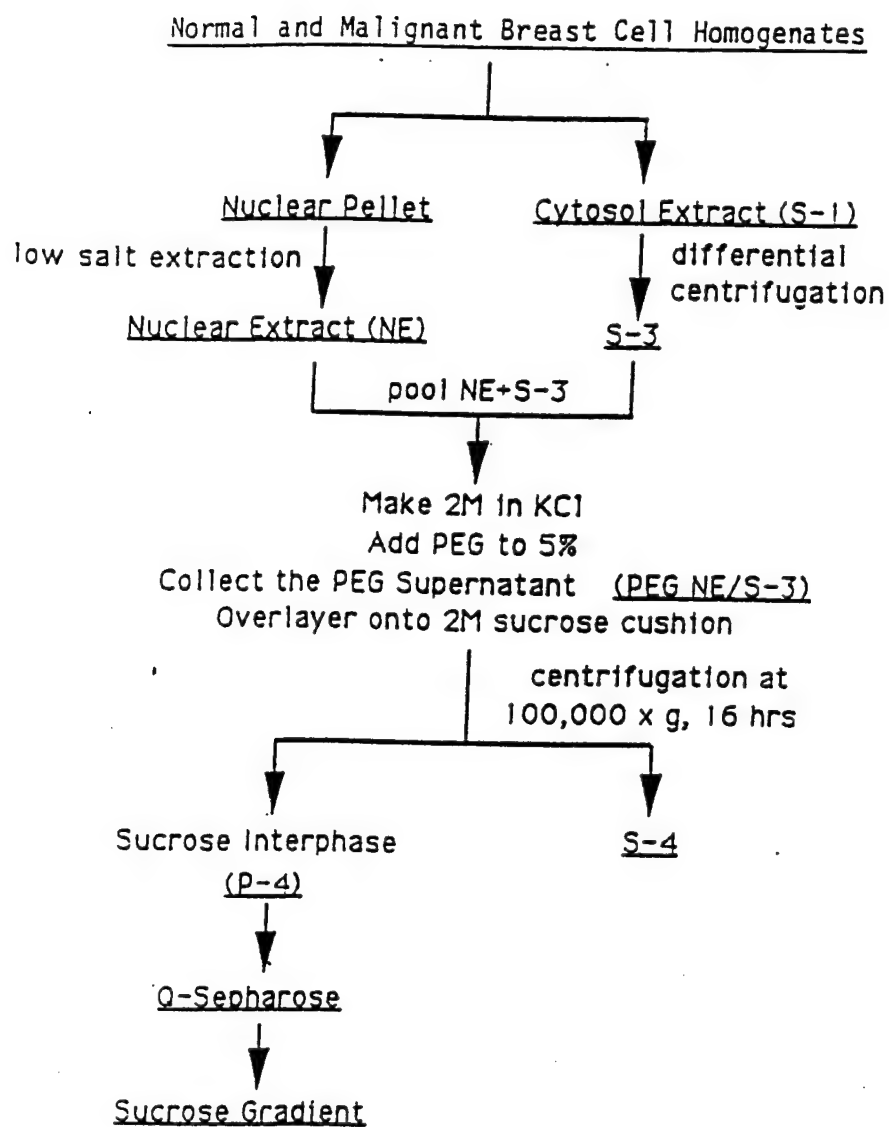 Normal and Malignant Breast Cell Homogenates
Nuclear Pellet
Cytosol Extract (S-1)
low salt extraction
differential
centrifugation
Nuclear Extract (NE)
S-3
pool NE+S-3
Make 2M in KCl
Add PEG to 5%
Collect the PEG Supernatant (PEG NE/S-3)
Overlayer onto 2M sucrose cushion
centrifugation at
100,000 x g, 16 hrs
Sucrose Interphase
(P-4)
S-4
Q-Sepharose
Sucrose Gradient